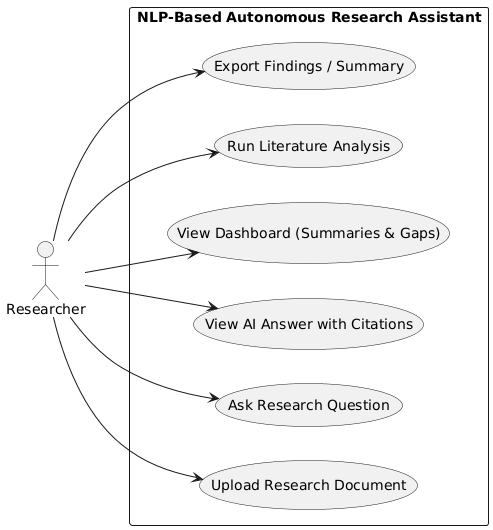 NLP-Based Autonomous Research Assistant
Export Findings / Summary
Run Literature Analysis
View Dashboard (Summaries & Gaps)
Researcher
View AI Answer with Citations
Ask Research Question
Upload Research Document